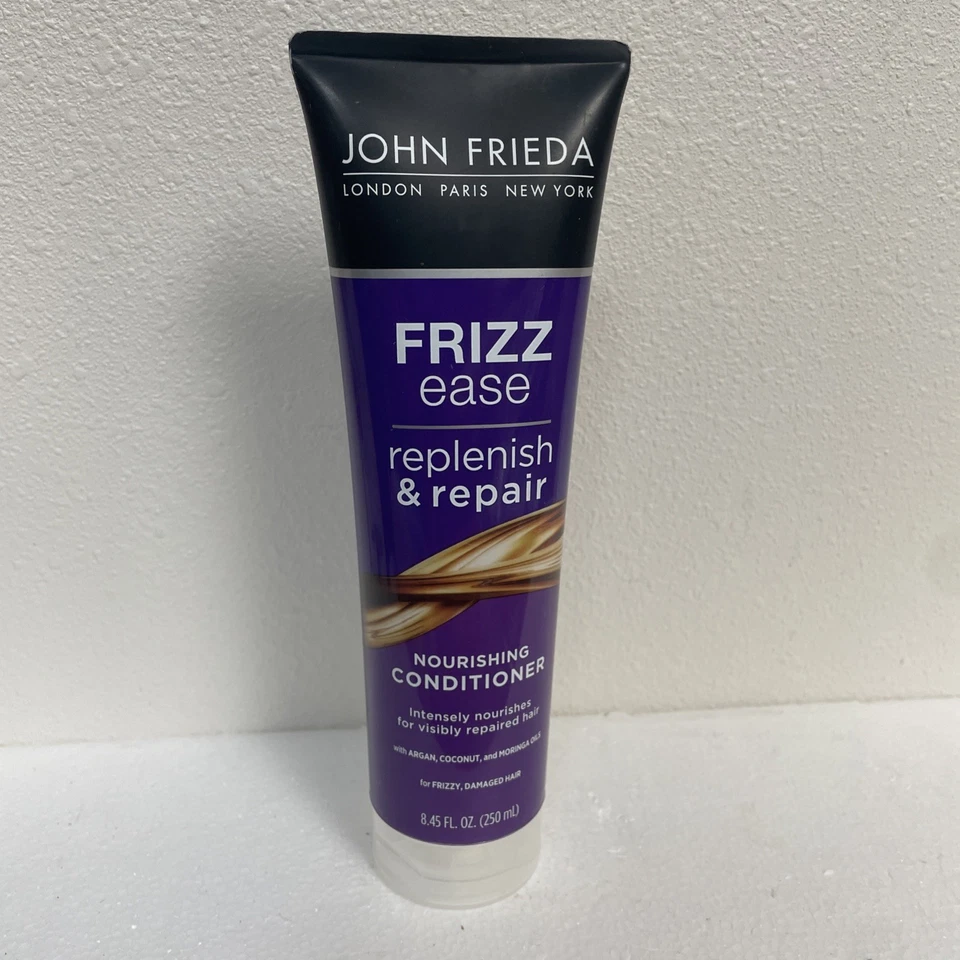 JOHN FRIEDA
LONDON PARIS NEW YORK
FRIZZ
ease
replenish
& repair
NOURISHING
CONDITIONER
Intensely nourishes
for visibly repaired hair
with ARGAN, COCONUT, and MORINGA OILS
for FRIZZY, DAMAGED HAIR
8.45 FL. OZ. (250 mL)